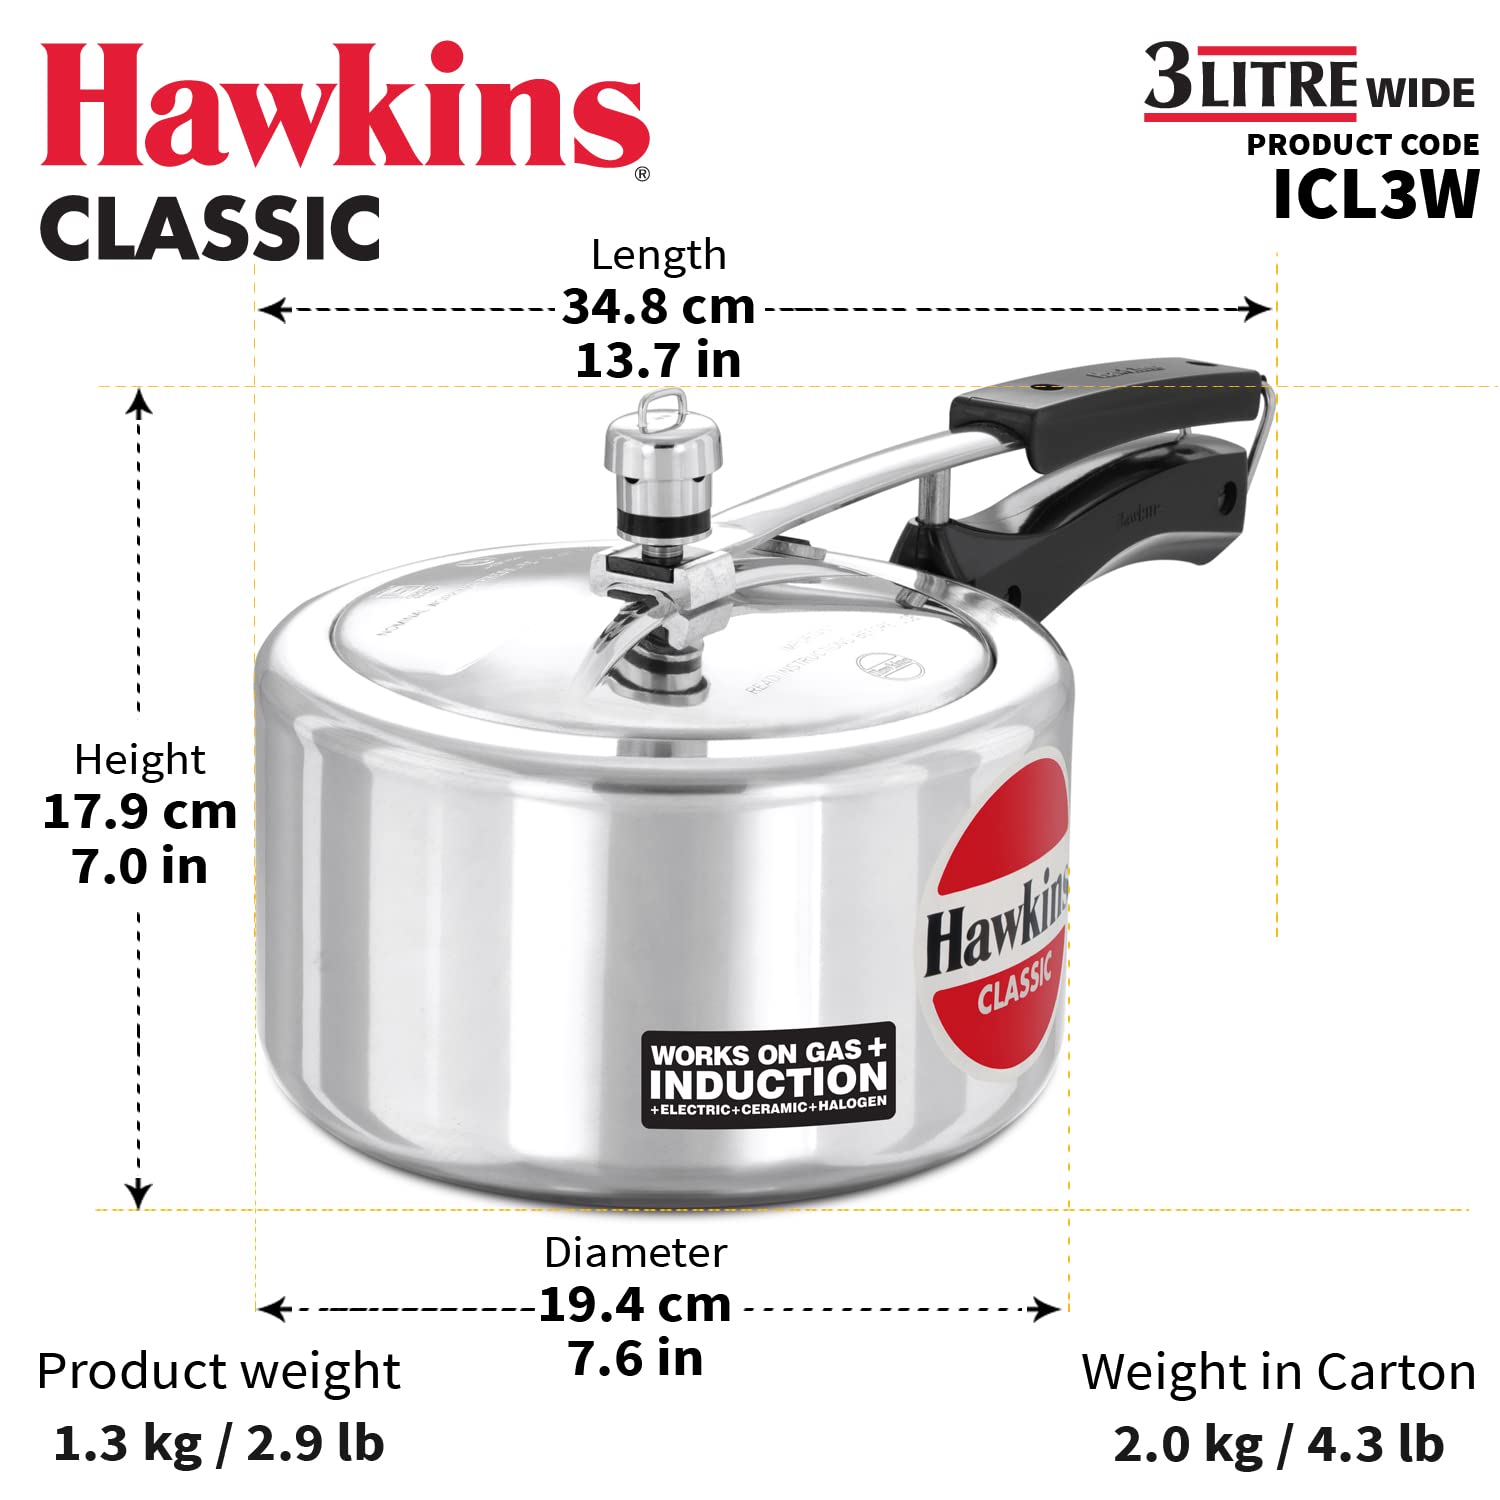 Hawkins®
CLASSIC
3 LITRE WIDE
PRODUCT CODE
ICL3W
Length
34.8 cm
13.7 in
Height
17.9 cm
7.0 in
Hawkins
Hawkins
Hawkins
CLASSIC
WORKS ON GAS+
INDUCTION
+ELECTRIC+CERAMIC+HALOGEN
Diameter
19.4 cm
7.6 in
Product weight
1.3 kg / 2.9 lb
Weight in Carton
2.0 kg / 4.3 lb